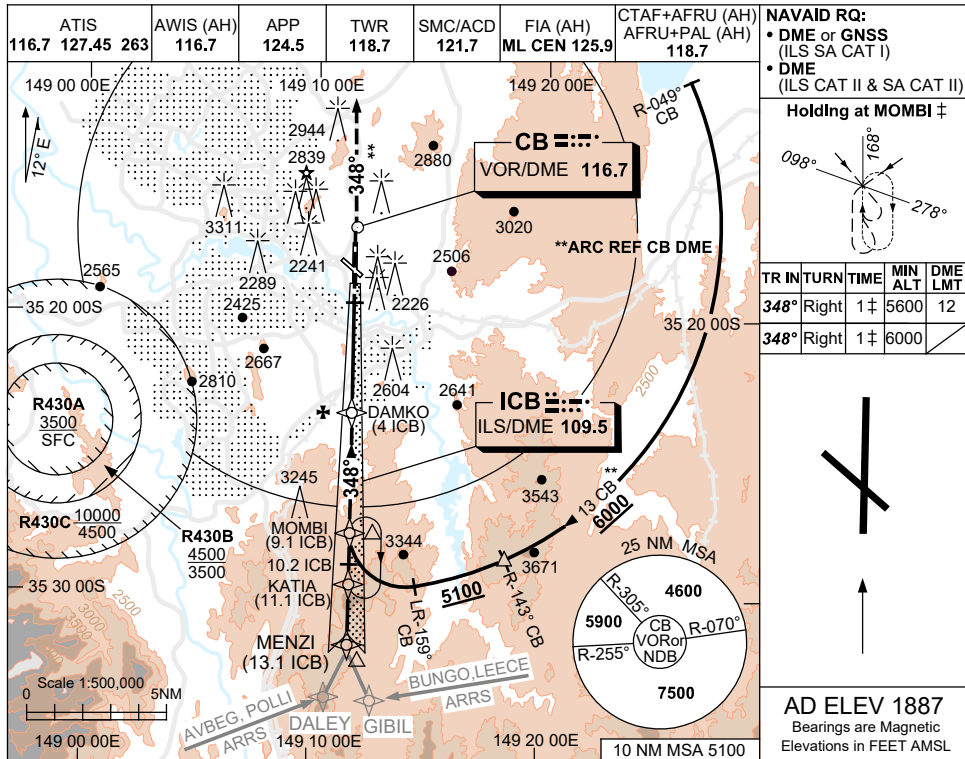 ATIS
116.7 127.45 263
AWIS (AH)
116.7
APP
124.5
TWR
118.7
SMC/ACD
121.7
FIA (AH)
ML CEN 125.9
CTAF+AFRU (AH)
AFRU+PAL (AH)
118.7
NAVAID RQ:
• DME or GNSS
(ILS SA CAT I)
• DME
(ILS CAT II & SA CAT II)
Holding at MOMBI ‡
168°
098°
278°
TR IN TURN TIME MIN ALT DME LMT
348° Right 1 ‡ 5600 12
348° Right 1 ‡ 6000
149 00 00E
149 10 00E
149 20 00E
12° E
R-049°
CB
2944
2839
348°
**
2880
CB
VOR/DME 116.7
3311
3020
2241
**ARC REF CB DME
2289
2506
2565
2425
2226
35 20 00S
35 20 00S
2667
2500
2810
2604
2641
R430A
3500
SFC
DAMKO
(4 ICB)
ICB
ILS/DME 109.5
348°
3245
3543
13 CB **
6000
R430C 10000
4500
R430B
4500
3500
MOMBI
(9.1 ICB)
10.2 ICB
3344
3671
25 NM MSA
35 30 00S
KATIA
(11.1 ICB)
5100
R-143° CB
LR-159°
CB
R-305°
4600
5900
CB
VORor
NDB
R-070°
R-255°
7500
2500
3000
3500
MENZI
(13.1 ICB)
Scale 1:500,000
0
5NM
AVBEG, POLLI
ARRS
DALEY
GIBIL
BUNGO,LEECE
ARRS
149 00 00E
149 10 00E
149 20 00E
10 NM MSA 5100
AD ELEV 1887
Bearings are Magnetic
Elevations in FEET AMSL